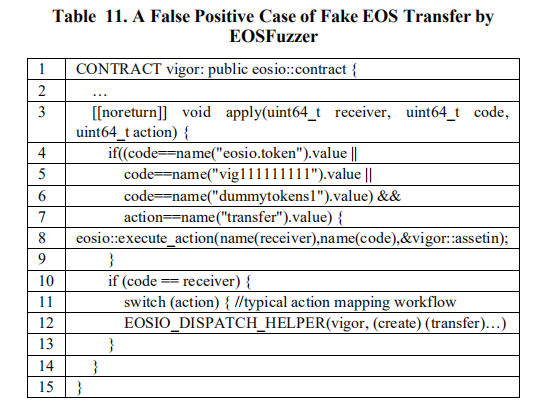 Table 11. A False Positive Case of Fake EOS Transfer by
EOSFuzzer
1 CONTRACT vigor: public eosio::contract {
2 …
3 [[noreturn]] void apply(uint64_t receiver, uint64_t code,
uint64_t action) {
4 if((code==name("eosio.token").value ||
5 code==name("vig111111111").value ||
6 code==name("dummytokens1").value) &&
7 action==name("transfer").value) {
8 eosio::execute_action(name(receiver),name(code),&vigor::assetin);
9 }
10 if (code == receiver) {
11 switch (action) { //typical action mapping workflow
12 EOSIO_DISPATCH_HELPER(vigor, (create) (transfer)…)
13 }
14 }
15 }